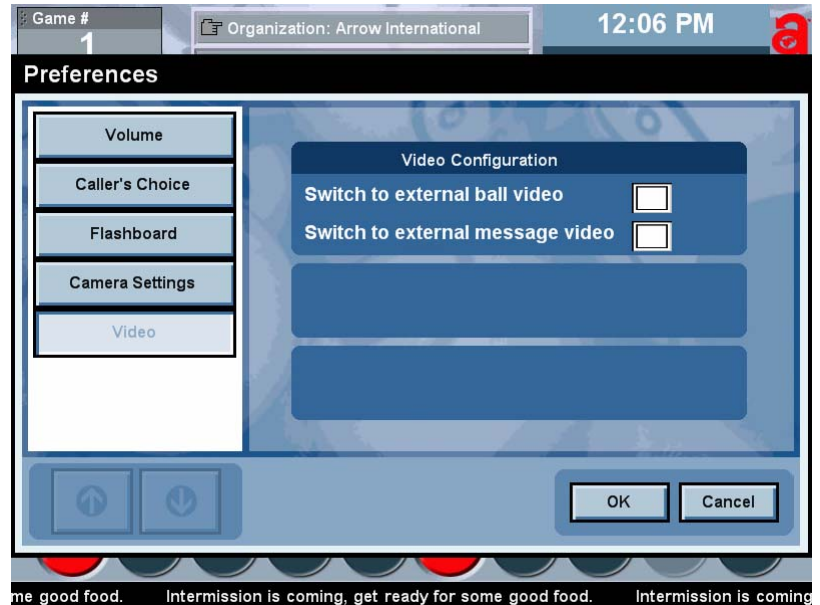 Game #
1
Organization: Arrow International
12:06 PM
a
Preferences
Volume
Caller's Choice
Flashboard
Camera Settings
Video
Video Configuration
Switch to external ball video
Switch to external message video
OK
Cancel
me good food. Intermission is coming, get ready for some good food. Intermission is coming